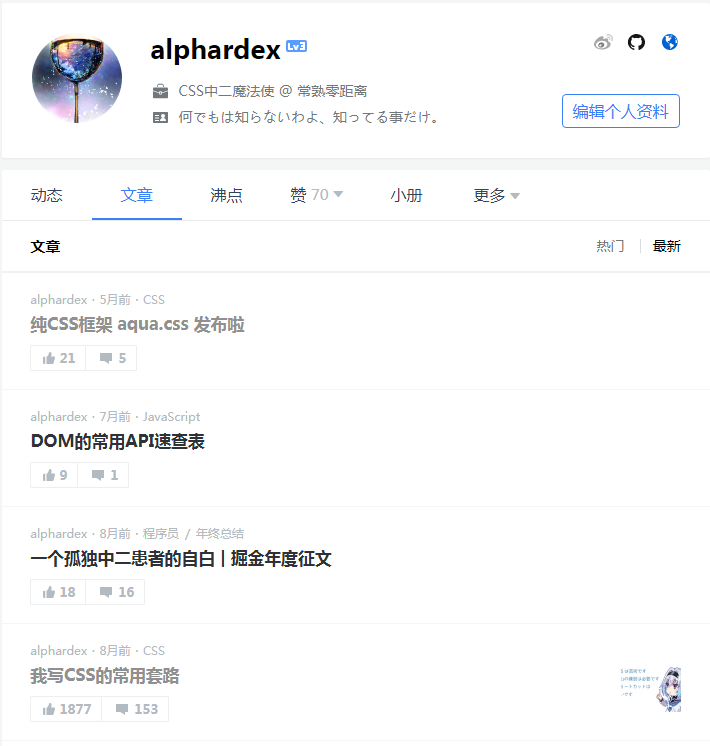 alphardex Lv3
CSS中二魔法使 @ 常熟零距离
何でもは知らないわよ、知ってる事だけ。
编辑个人资料
动态 文章 沸点 赞 70 小册 更多
文章 热门 最新
alphardex · 5月前 · CSS
纯CSS框架 aqua.css 发布啦
21 5
alphardex · 7月前 · JavaScript
DOM的常用API速查表
9 1
alphardex · 8月前 · 程序员 / 年终总结
一个孤独中二患者的自白 | 掘金年度征文
18 16
alphardex · 8月前 · CSS
我写CSS的常用套路
1877 153